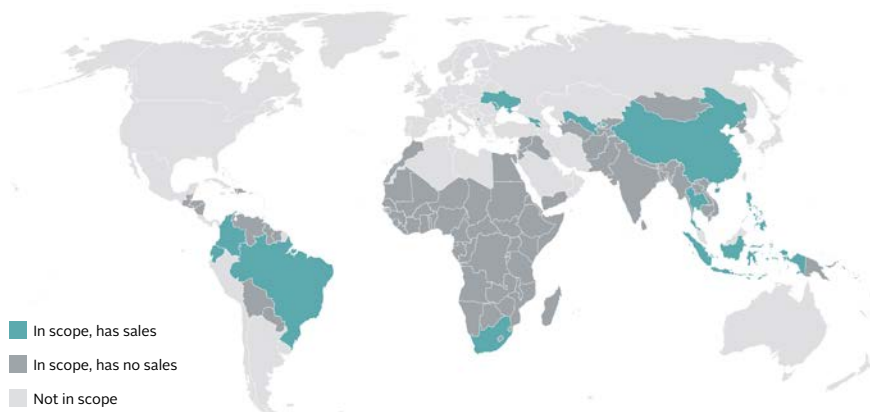 In scope, has sales
In scope, has no sales
Not in scope